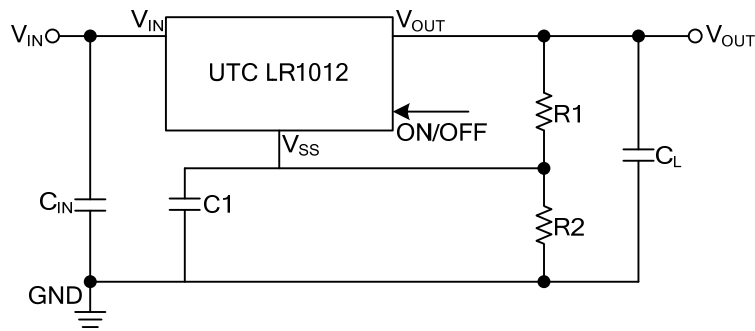 VIN
VIN
VOUT
VOUT
UTC LR1012
ON/OFF
R1
VSS
CL
CIN
C1
R2
GND